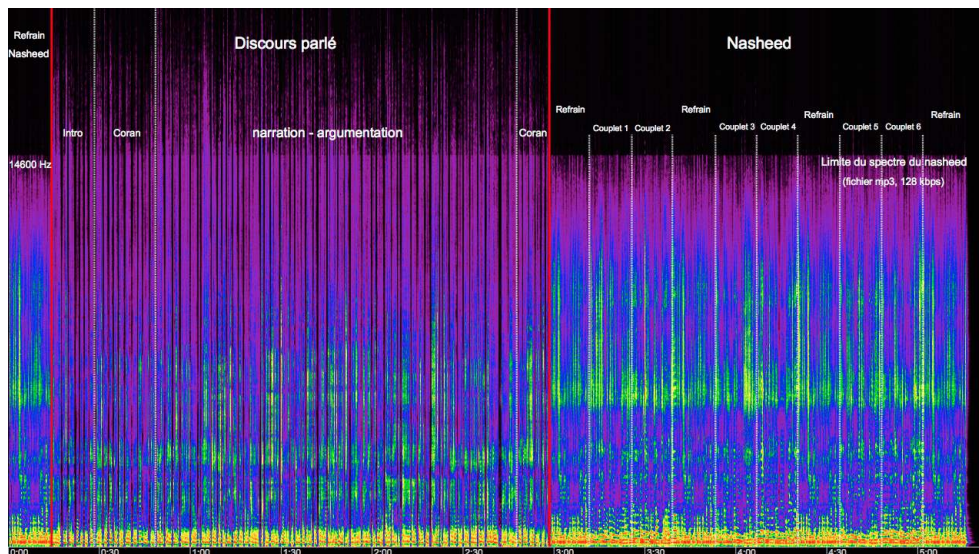 Refrain
Nasheed
Discours parlé
Nasheed
Intro
Coran
narration - argumentation
Coran
Refrain
Couplet 1
Couplet 2
Refrain
Couplet 3
Couplet 4
Refrain
Couplet 5
Couplet 6
Refrain
14600 Hz
Limite du spectre du nasheed
(fichier mp3, 128 kbps)
0:00 0:30 1:00 1:30 2:00 2:30 3:00 3:30 4:00 4:30 5:00